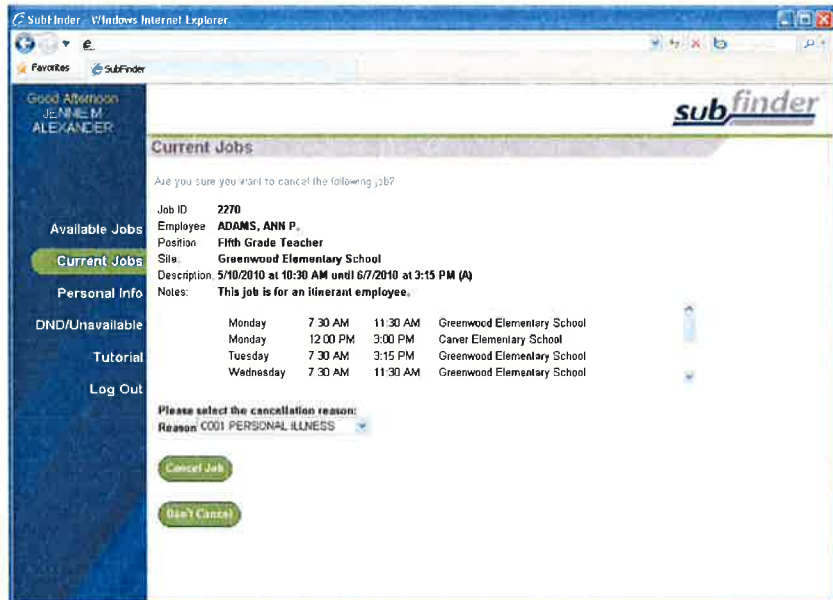 SubFinder - Windows Internet Explorer
Favorites SubFinder
Good Afternoon
JENNIE M
ALEXANDER
subfinder
Current Jobs
Are you sure you want to cancel the following job?
Job ID 2270
Employee ADAMS, ANN P.
Position Fifth Grade Teacher
Site: Greenwood Elementary School
Description: 5/10/2010 at 10:30 AM until 6/7/2010 at 3:15 PM (A)
Notes: This job is for an itinerant employee.
Monday 7:30 AM 11:30 AM Greenwood Elementary School
Monday 12:00 PM 3:00 PM Carver Elementary School
Tuesday 7:30 AM 3:15 PM Greenwood Elementary School
Wednesday 7:30 AM 11:30 AM Greenwood Elementary School
Available Jobs
Current Jobs
Personal Info
DND/Unavailable
Tutorial
Log Out
Please select the cancellation reason:
Reason C001 PERSONAL ILLNESS
Cancel Job
Don't Cancel